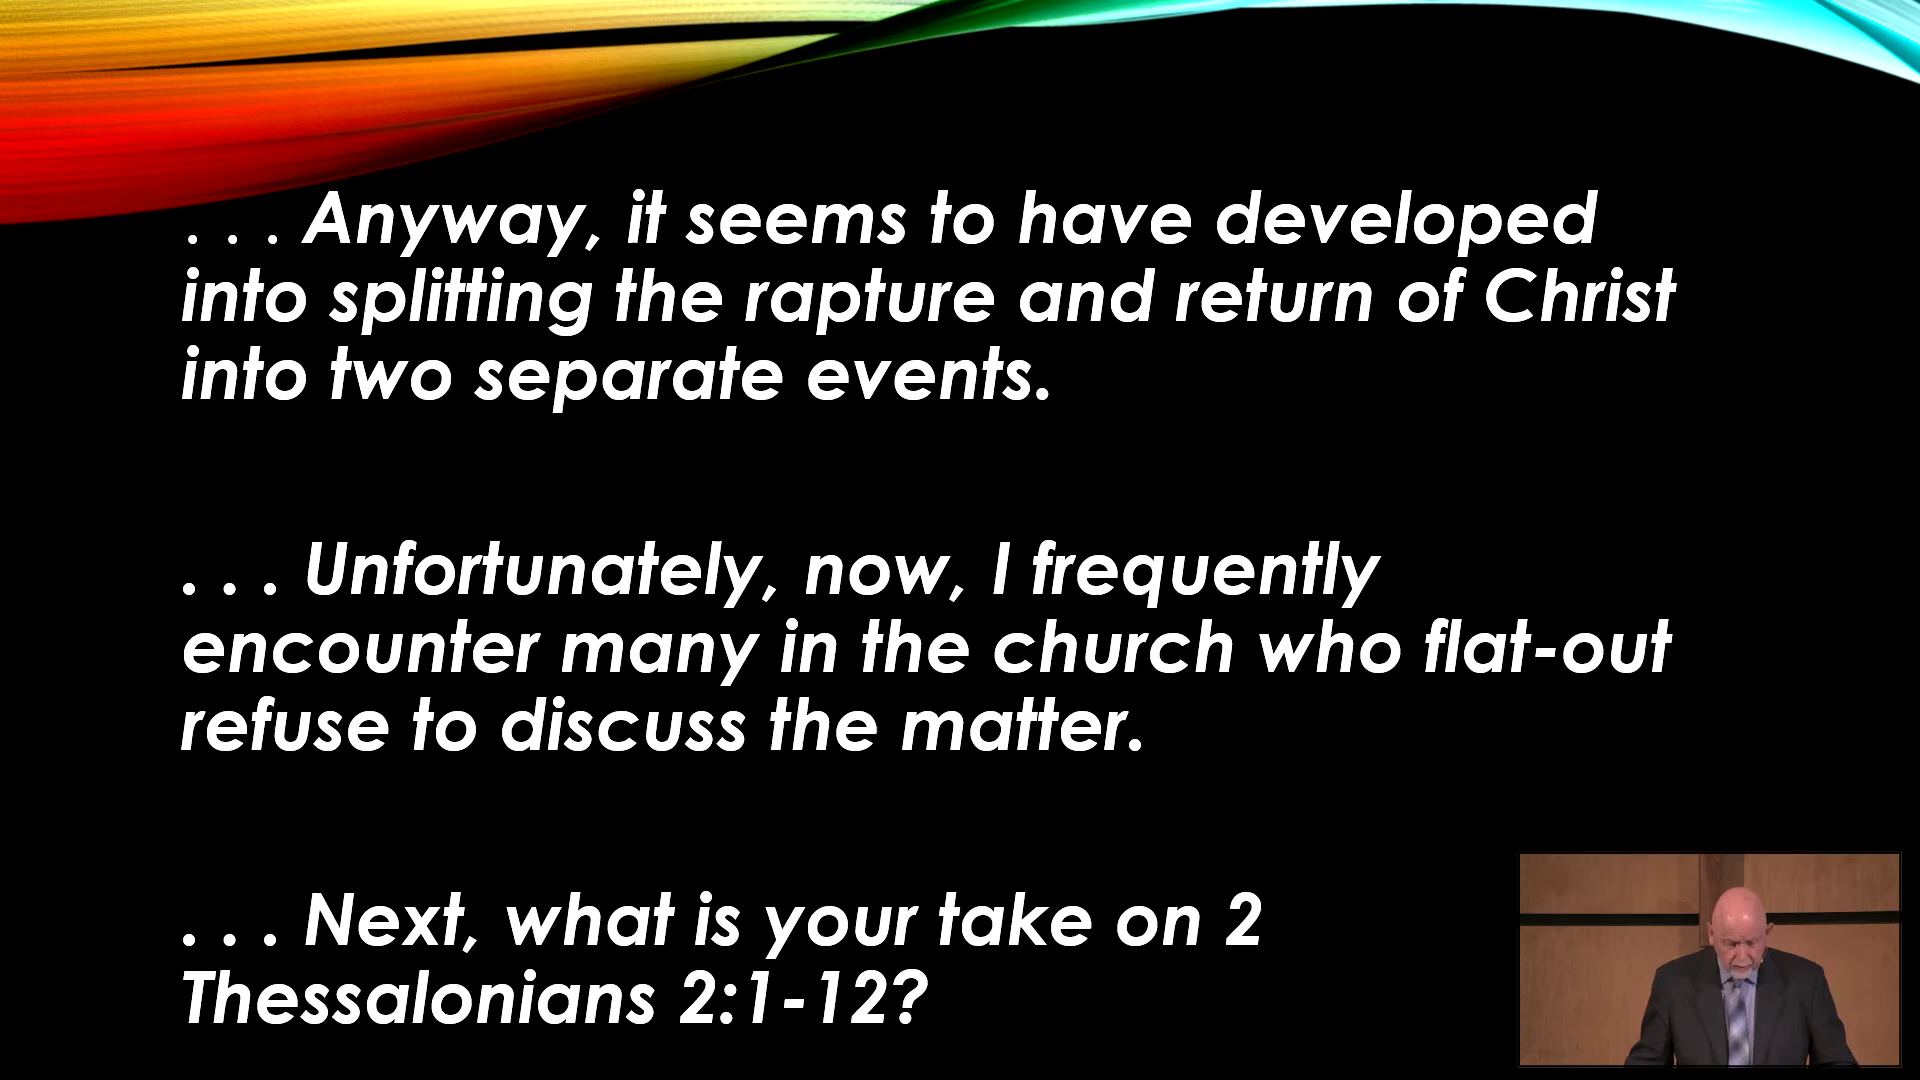 . . . Anyway, it seems to have developed
into splitting the rapture and return of Christ
into two separate events.
. . . Unfortunately, now, I frequently
encounter many in the church who flat-out
refuse to discuss the matter.
. . . Next, what is your take on 2
Thessalonians 2:1-12?